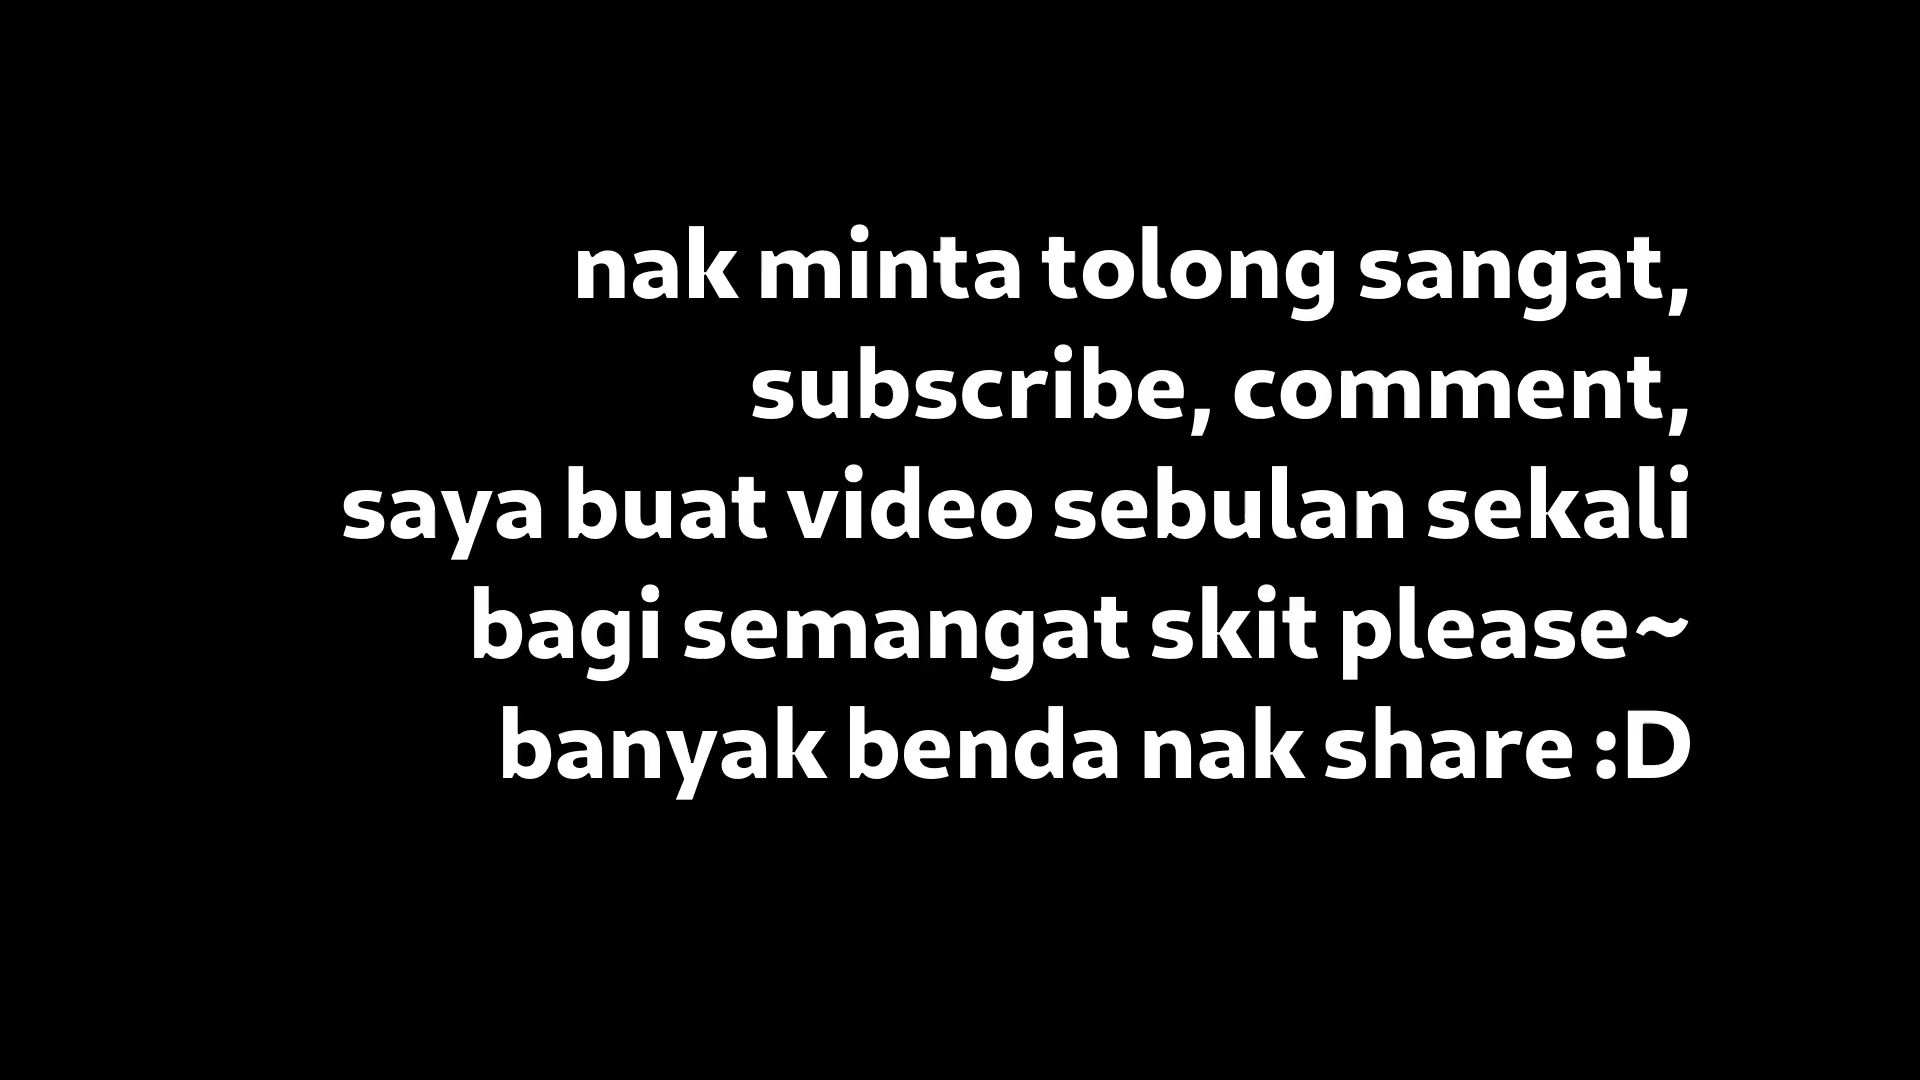 nak minta tolong sangat,
subscribe, comment,
saya buat video sebulan sekali
bagi semangat skit please~
banyak benda nak share :D